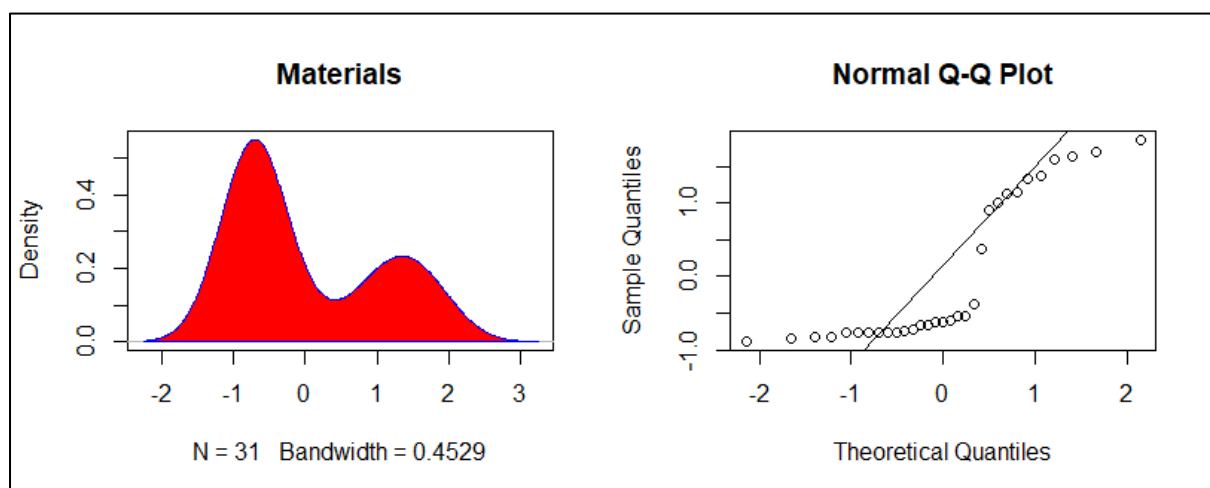 Materials
Density
0.0
0.2
0.4
-2
-1
0
1
2
3
N = 31 Bandwidth = 0.4529
Normal Q-Q Plot
Sample Quantiles
-1.0
0.0
1.0
-2
-1
0
1
2
Theoretical Quantiles